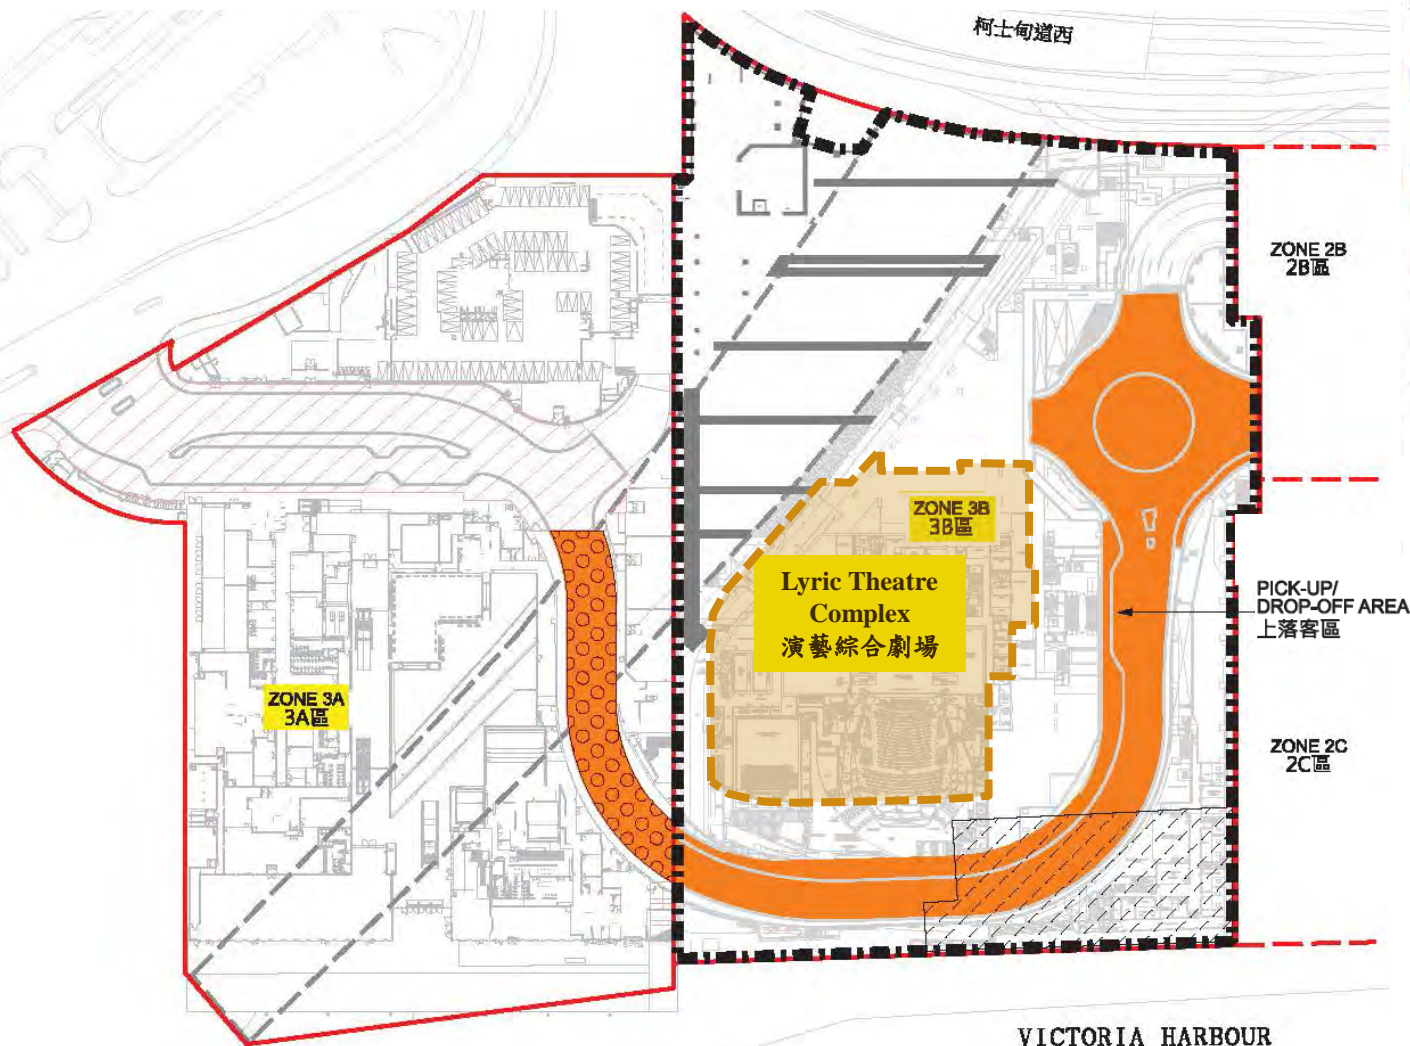 柯士甸道西
ZONE 2B
2B區
ZONE 3B
3B區
Lyric Theatre
Complex
演藝綜合劇場
PICK-UP/
DROP-OFF AREA
上落客區
ZONE 3A
3A區
ZONE 2C
2C區
VICTORIA HARBOUR